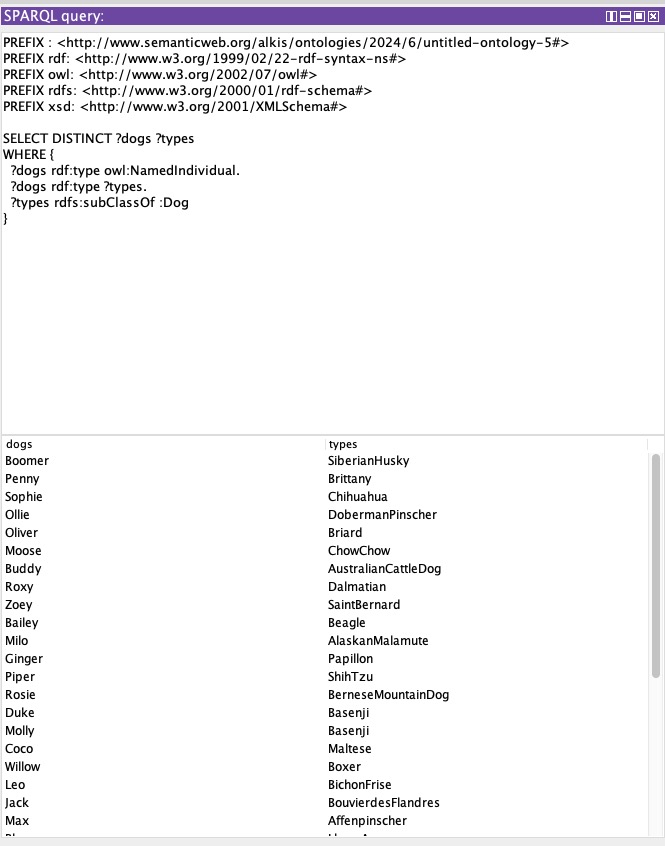 SPARQL query:
PREFIX : <http://www.semanticweb.org/alkis/ontologies/2024/6/untitled-ontology-5#>
PREFIX rdf: <http://www.w3.org/1999/02/22-rdf-syntax-ns#>
PREFIX owl: <http://www.w3.org/2002/07/owl#>
PREFIX rdfs: <http://www.w3.org/2000/01/rdf-schema#>
PREFIX xsd: <http://www.w3.org/2001/XMLSchema#>
SELECT DISTINCT ?dogs ?types
WHERE {
?dogs rdf:type owl:NamedIndividual.
?dogs rdf:type ?types.
?types rdfs:subClassOf :Dog
}
dogs types
Boomer SiberianHusky
Penny Brittany
Sophie Chihuahua
Ollie DobermanPinscher
Oliver Briard
Moose ChowChow
Buddy AustralianCattleDog
Roxy Dalmatian
Zoey SaintBernard
Bailey Beagle
Milo AlaskanMalamute
Ginger Papillon
Piper ShihTzu
Rosie BerneseMountainDog
Duke Basenji
Molly Basenji
Coco Maltese
Willow Boxer
Leo BichonFrise
Jack BouvierdesFlandres
Max Affenpinscher